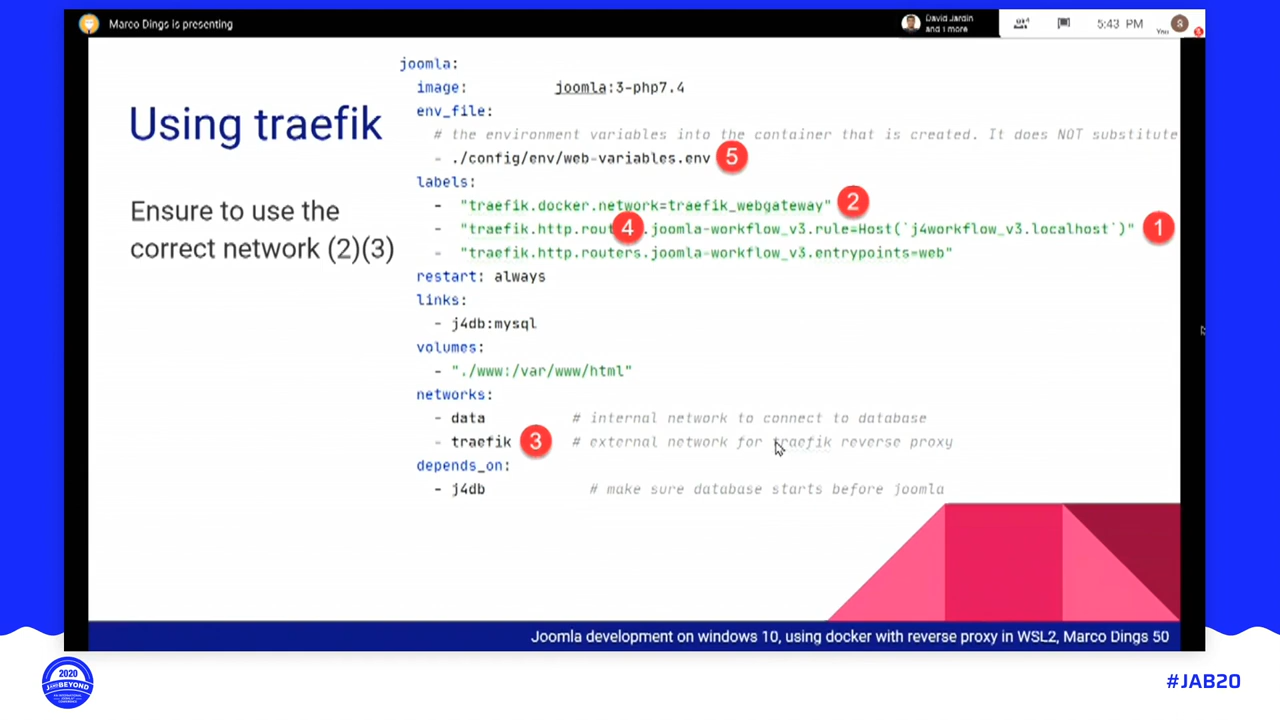 Marco Dings is presenting
David Jardin
and 1 more
5:43 PM
You
S
Using traefik
Ensure to use the
correct network (2)(3)
joomla:
image: joomla:3-php7.4
env_file:
# the environment variables into the container that is created. It does NOT substitute
- ./config/env/web-variables.env 5
labels:
- "traefik.docker.network=traefik_webgateway" 2
- "traefik.http.rout 4 .joomla-workflow_v3.rule=Host(`j4workflow_v3.localhost`)" 1
- "traefik.http.routers.joomla-workflow_v3.entrypoints=web"
restart: always
links:
- j4db:mysql
volumes:
- "./www:/var/www/html"
networks:
- data # internal network to connect to database
- traefik 3 # external network for traefik reverse proxy
depends_on:
- j4db # make sure database starts before joomla
Joomla development on windows 10, using docker with reverse proxy in WSL2, Marco Dings 50
2020
BEYOND
#JAB20